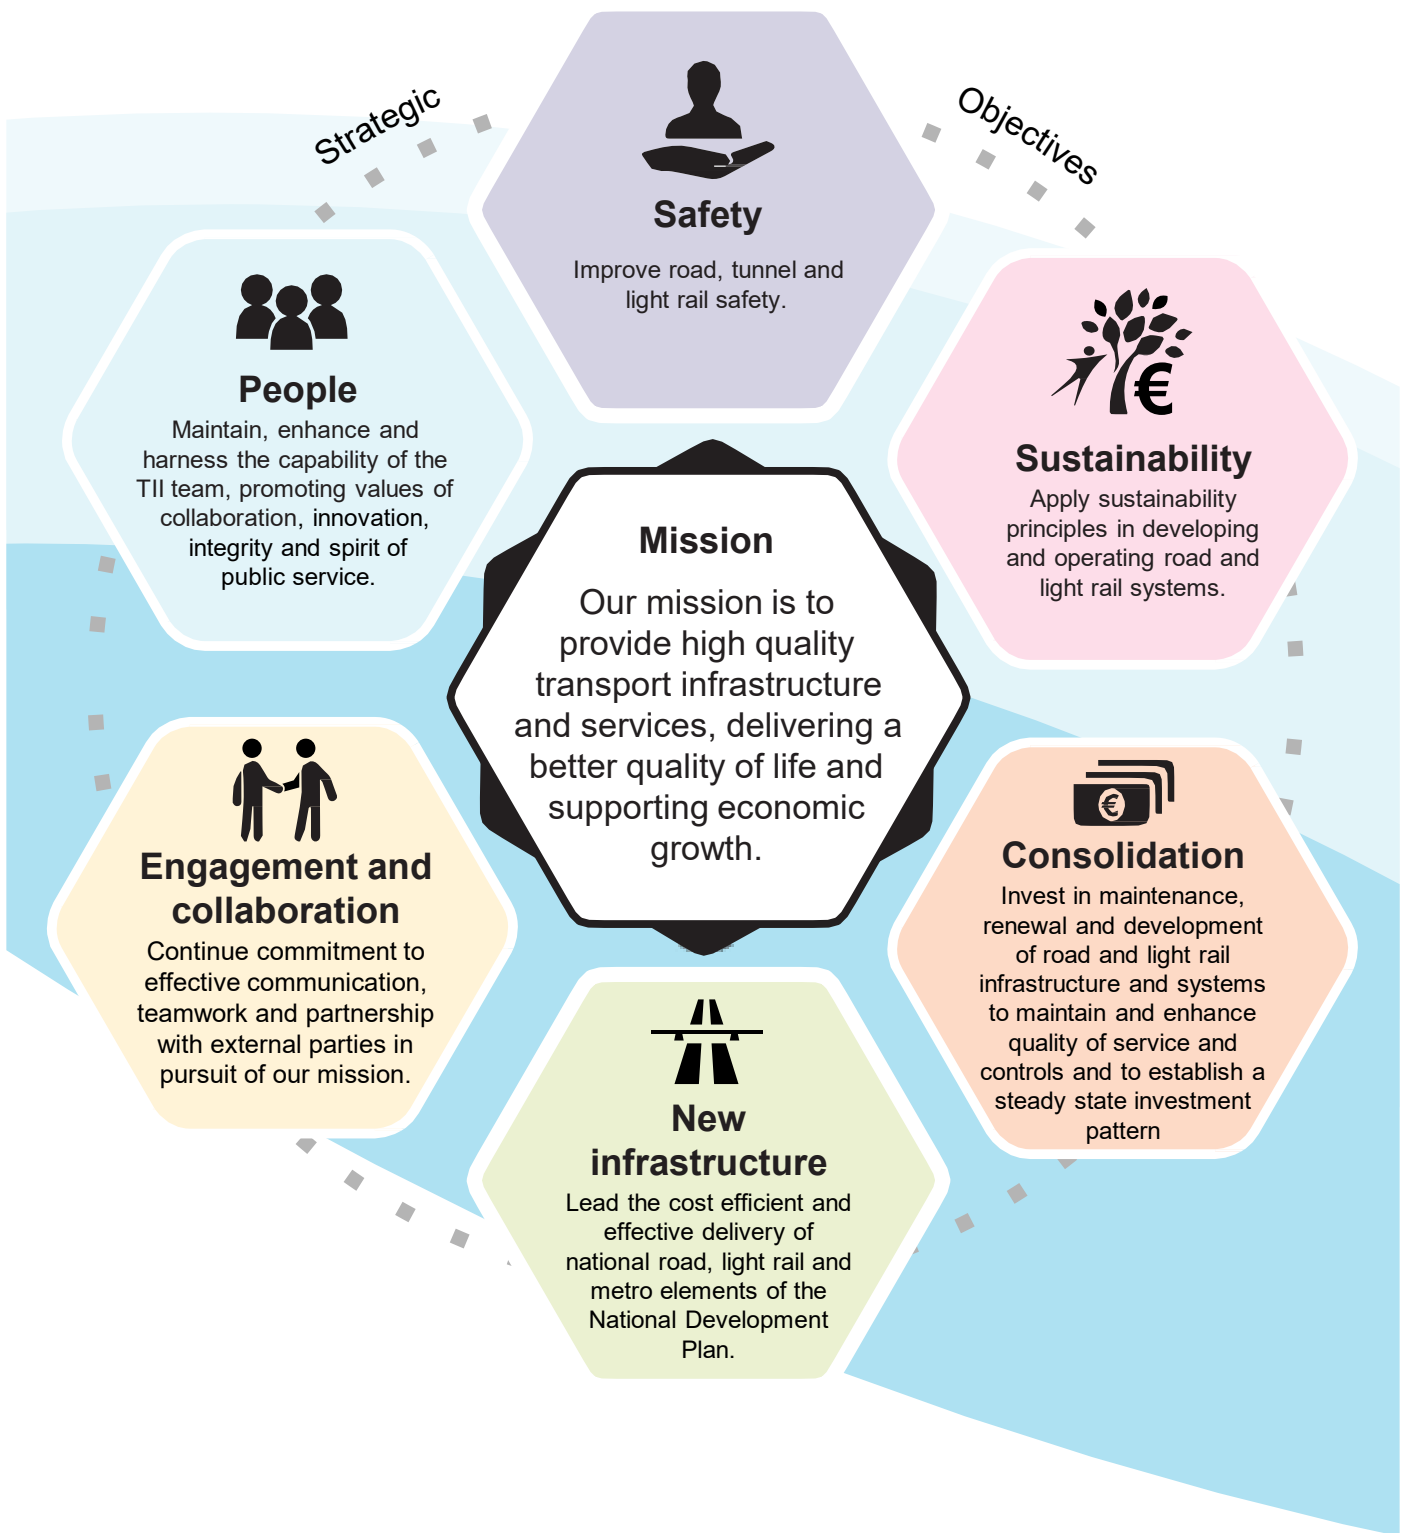 Strategic
Objectives
Safety
Improve road, tunnel and
light rail safety.
People
Maintain, enhance and
harness the capability of the
TII team, promoting values of
collaboration, innovation,
integrity and spirit of
public service.
Sustainability
Apply sustainability
principles in developing
and operating road and
light rail systems.
Mission
Our mission is to
provide high quality
transport infrastructure
and services, delivering a
better quality of life and
supporting economic
growth.
Engagement and
collaboration
Continue commitment to
effective communication,
teamwork and partnership
with external parties in
pursuit of our mission.
Consolidation
Invest in maintenance,
renewal and development
of road and light rail
infrastructure and systems
to maintain and enhance
quality of service and
controls and to establish a
steady state investment
pattern
New
infrastructure
Lead the cost efficient and
effective delivery of
national road, light rail and
metro elements of the
National Development
Plan.